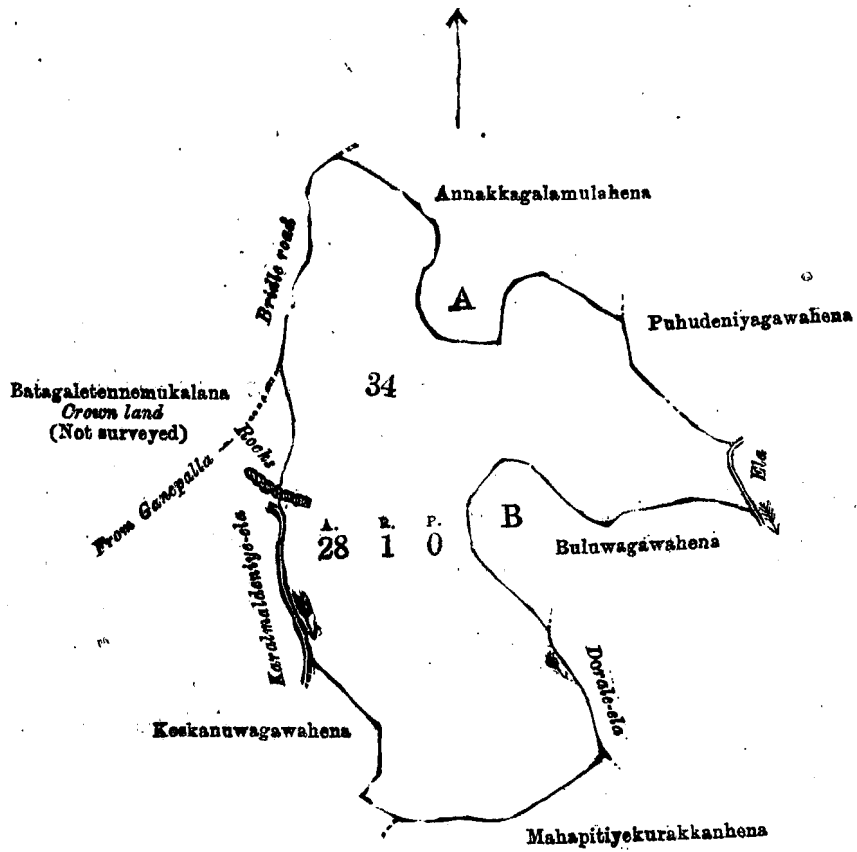 Annakkagalamulahena
Bridle road
A
Puhudeniyagawahena
34
Batagaletennemukalana
Crown land
(Not surveyed)
Rocks
From Ganepalla
Ela
B
A. R. P.
28 1 0
Buluwagawahena
Karalmaldeniye-ela
Dorale-ela
Keskanuwagawahena
Mahapitiyekurakkanhena